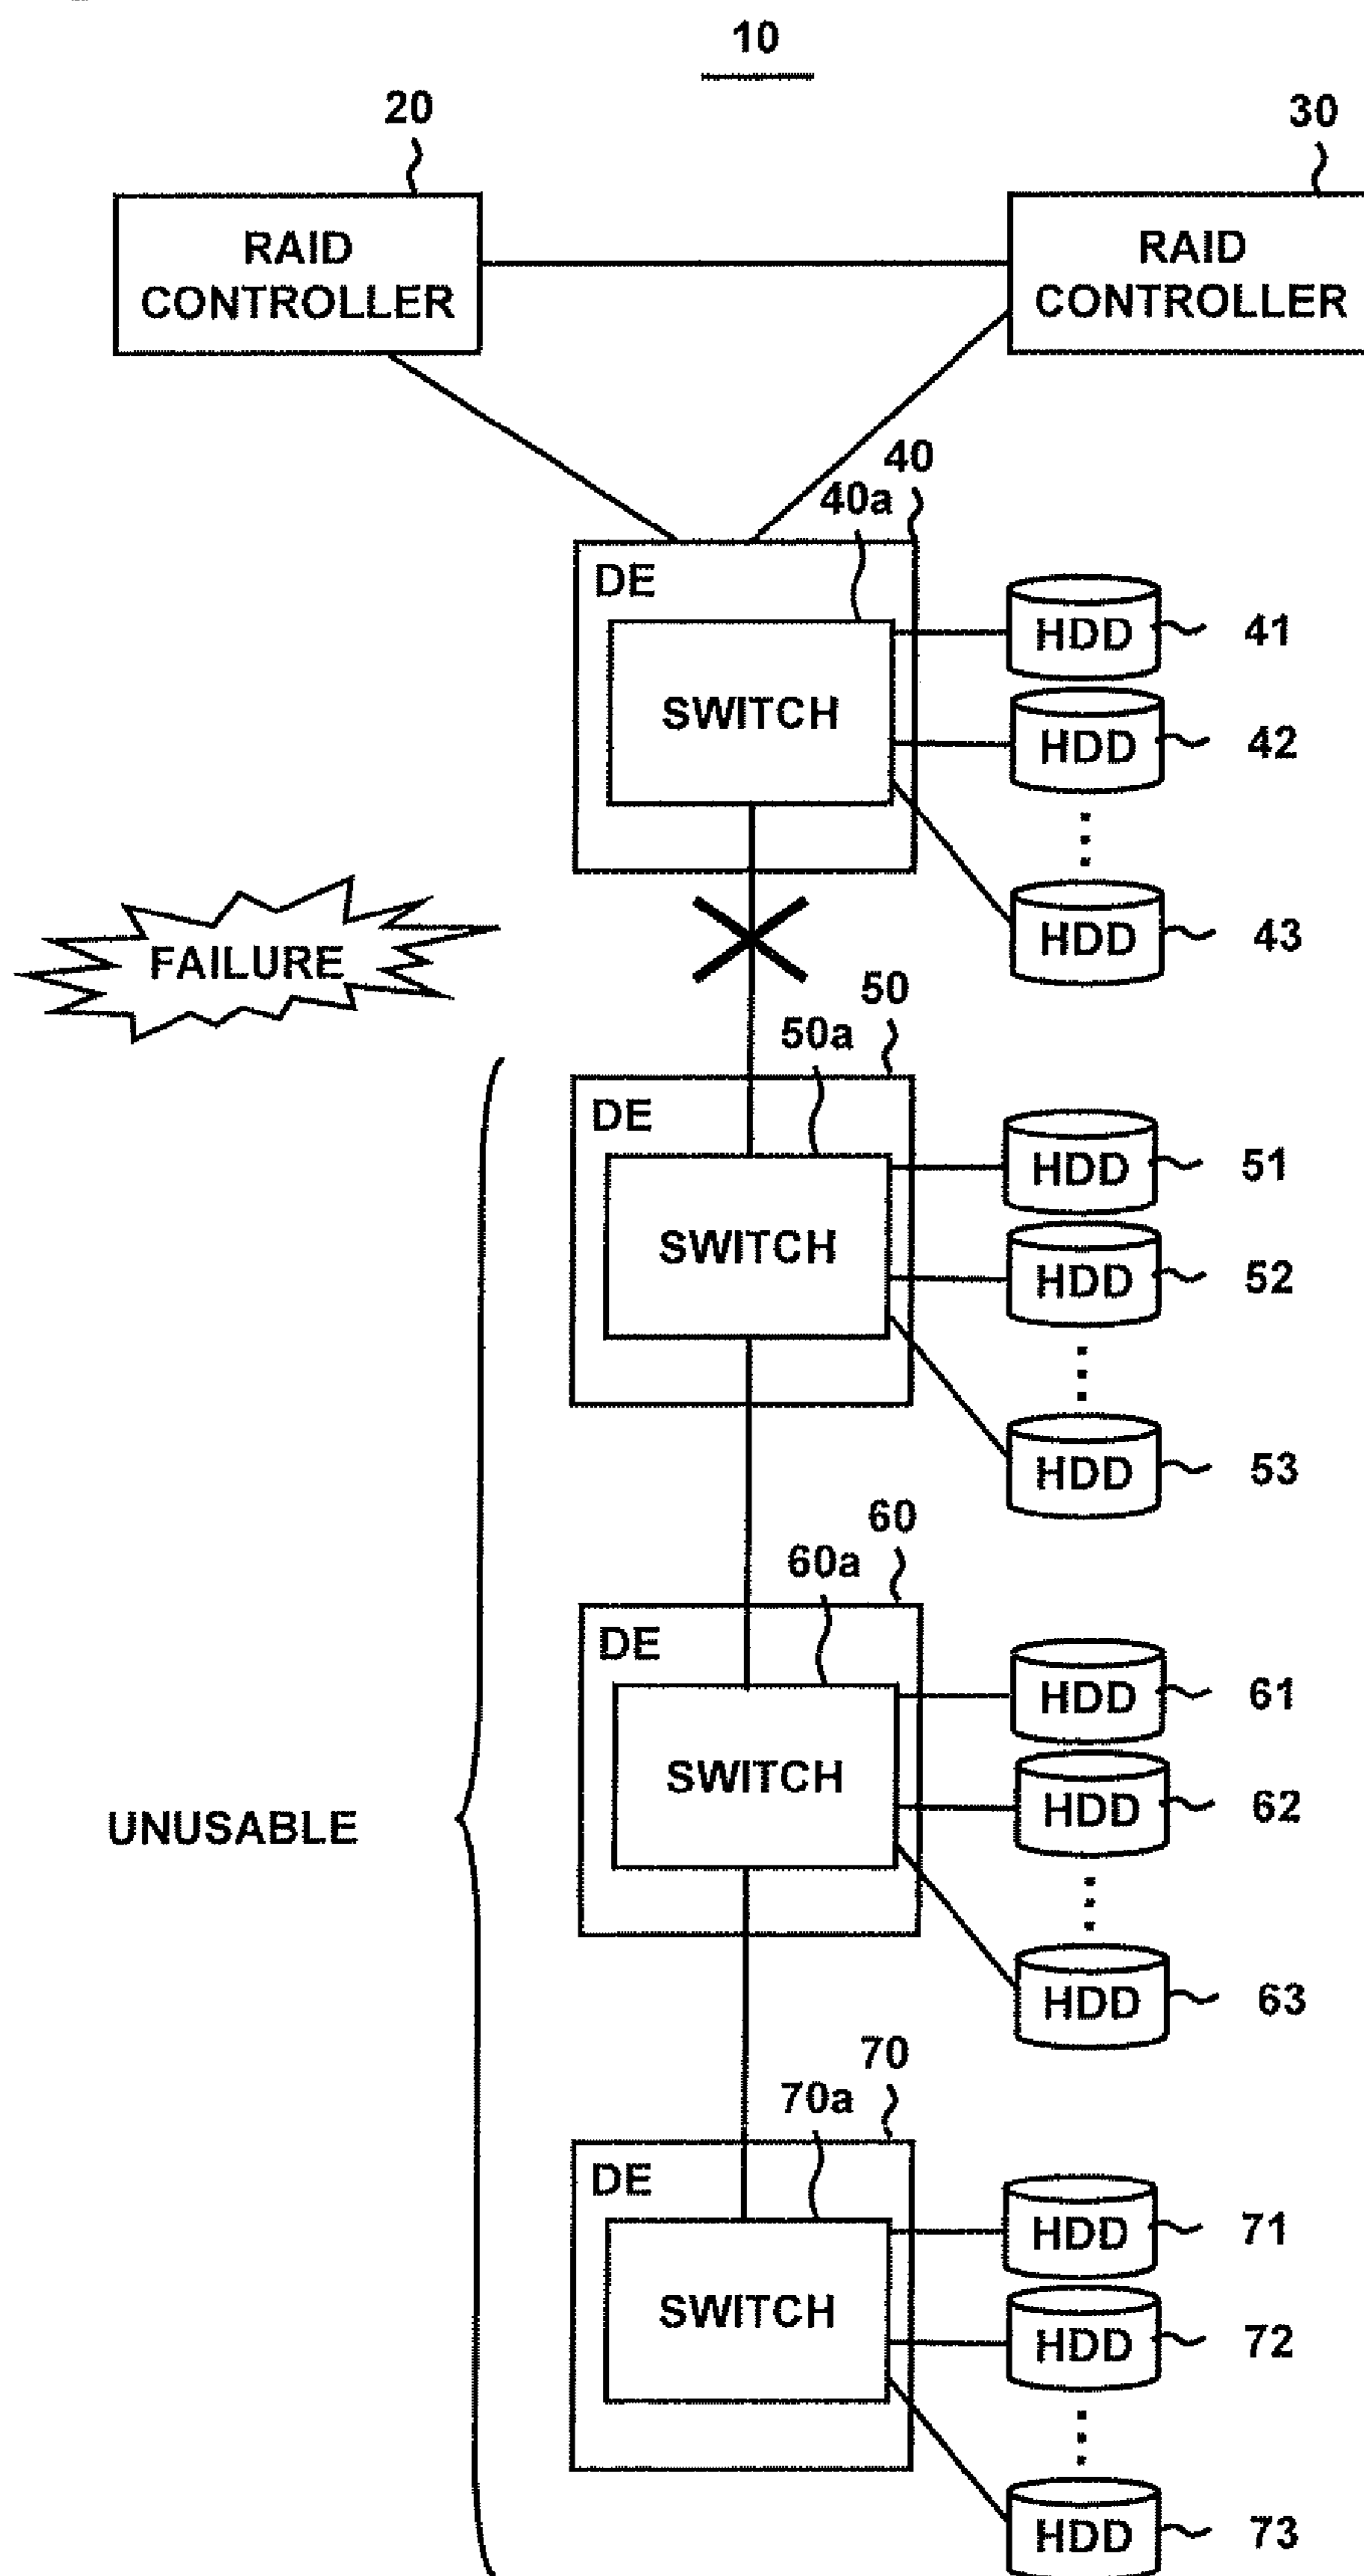 10
20
30
RAID
CONTROLLER
RAID
CONTROLLER
40
40a
DE
SWITCH
HDD
41
HDD
42
HDD
43
FAILURE
50
50a
DE
SWITCH
HDD
51
HDD
52
HDD
53
60
60a
DE
SWITCH
HDD
61
HDD
62
HDD
63
UNUSABLE
70
70a
DE
SWITCH
HDD
71
HDD
72
HDD
73